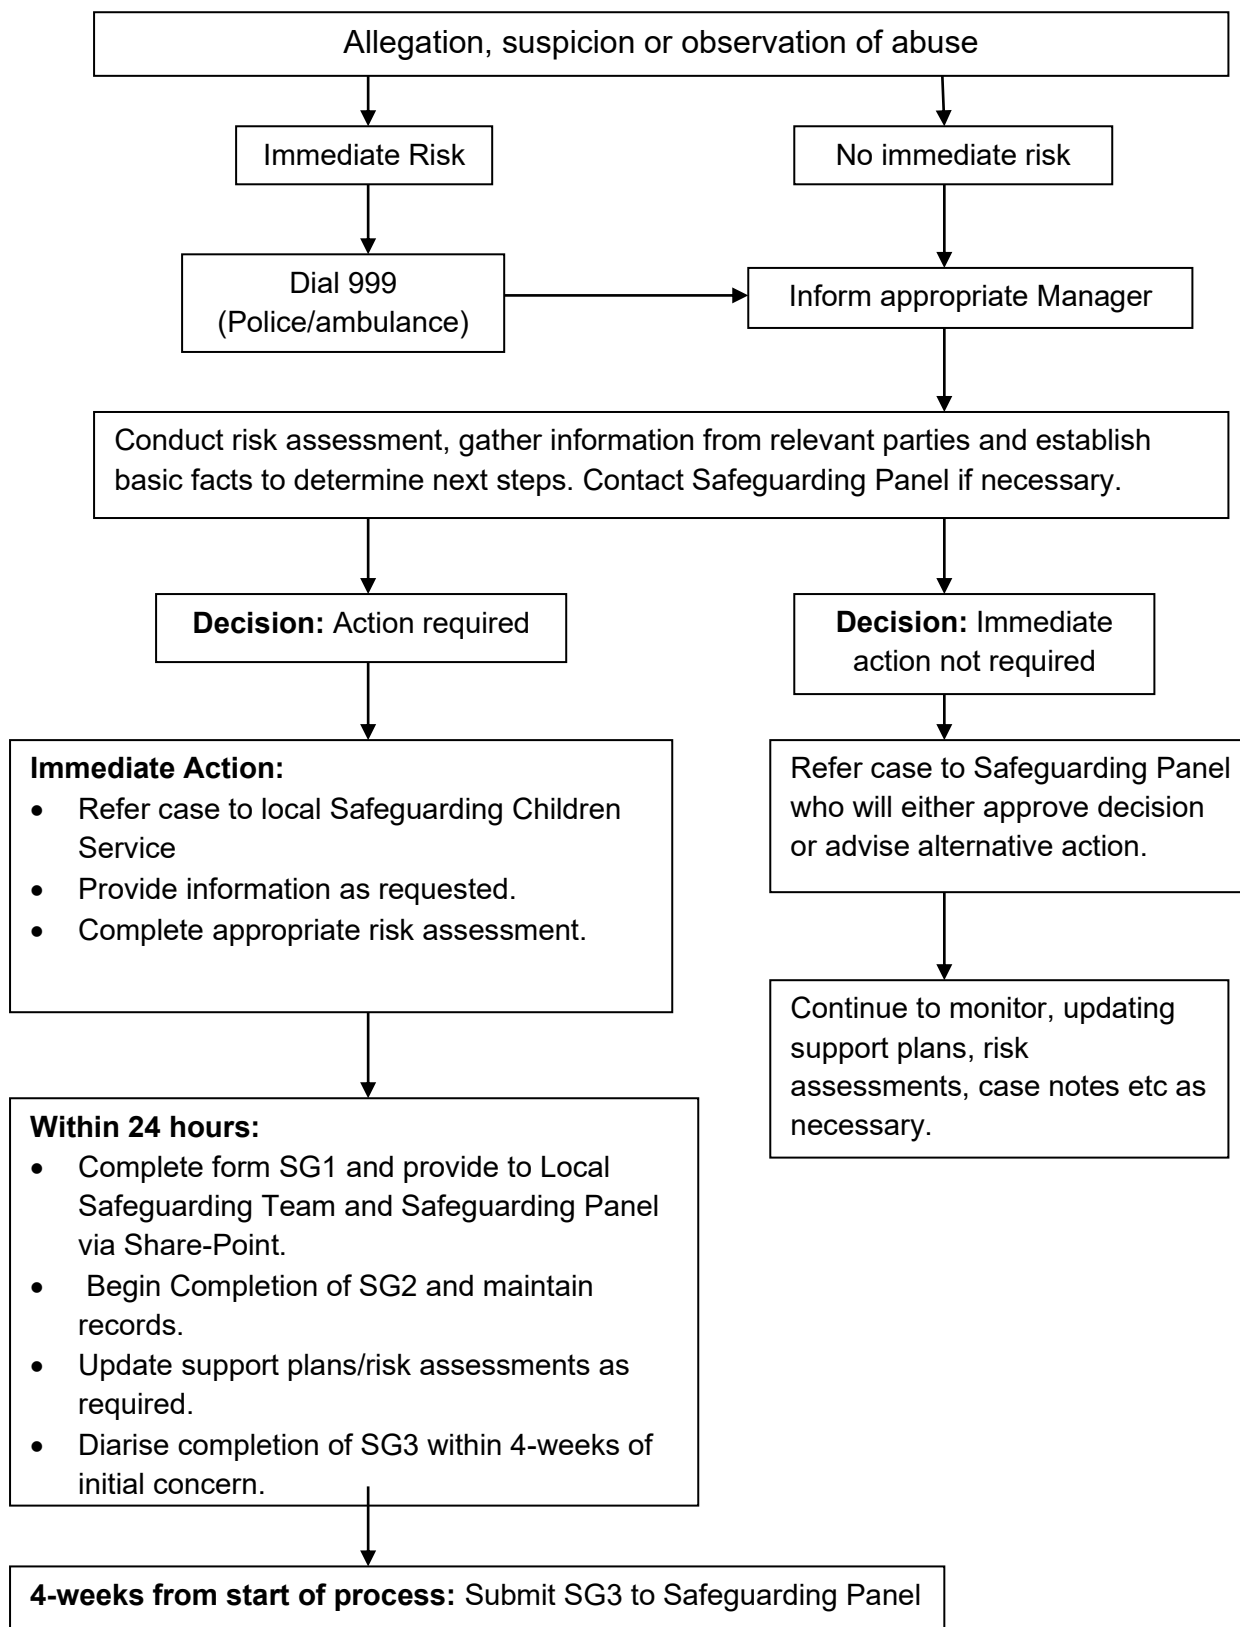 Allegation, suspicion or observation of abuse
Immediate Risk
No immediate risk
Dial 999
(Police/ambulance)
Inform appropriate Manager
Conduct risk assessment, gather information from relevant parties and establish
basic facts to determine next steps. Contact Safeguarding Panel if necessary.
Decision: Action required
Decision: Immediate
action not required
Immediate Action:
• Refer case to local Safeguarding Children
Service
• Provide information as requested.
• Complete appropriate risk assessment.
Refer case to Safeguarding Panel
who will either approve decision
or advise alternative action.
Continue to monitor, updating
support plans, risk
assessments, case notes etc as
necessary.
Within 24 hours:
• Complete form SG1 and provide to Local
Safeguarding Team and Safeguarding Panel
via Share-Point.
• Begin Completion of SG2 and maintain
records.
• Update support plans/risk assessments as
required.
• Diarise completion of SG3 within 4-weeks of
initial concern.
4-weeks from start of process: Submit SG3 to Safeguarding Panel